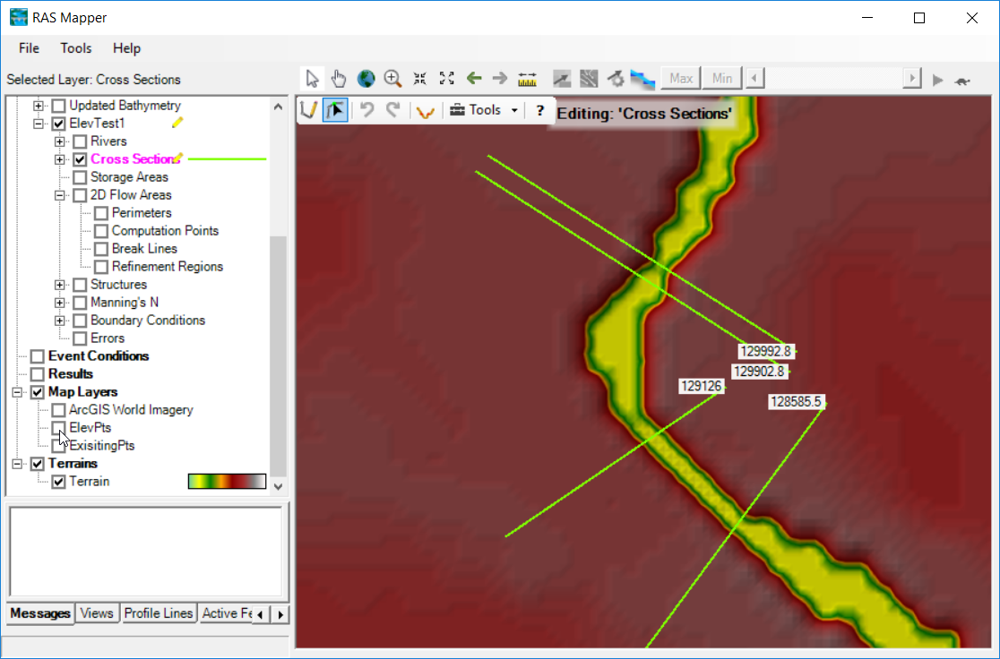 RAS Mapper
File Tools Help
Selected Layer: Cross Sections
Max Min
Updated Bathymetry
ElevTest1
Rivers
Cross Sections
Storage Areas
2D Flow Areas
Perimeters
Computation Points
Break Lines
Refinement Regions
Structures
Manning's N
Boundary Conditions
Errors
Event Conditions
Results
Map Layers
ArcGIS World Imagery
ElevPts
ExisitingPts
Terrains
Terrain
Messages Views Profile Lines Active Fe
Tools ? Editing: 'Cross Sections'
129992.8
129902.8
129126
128585.5